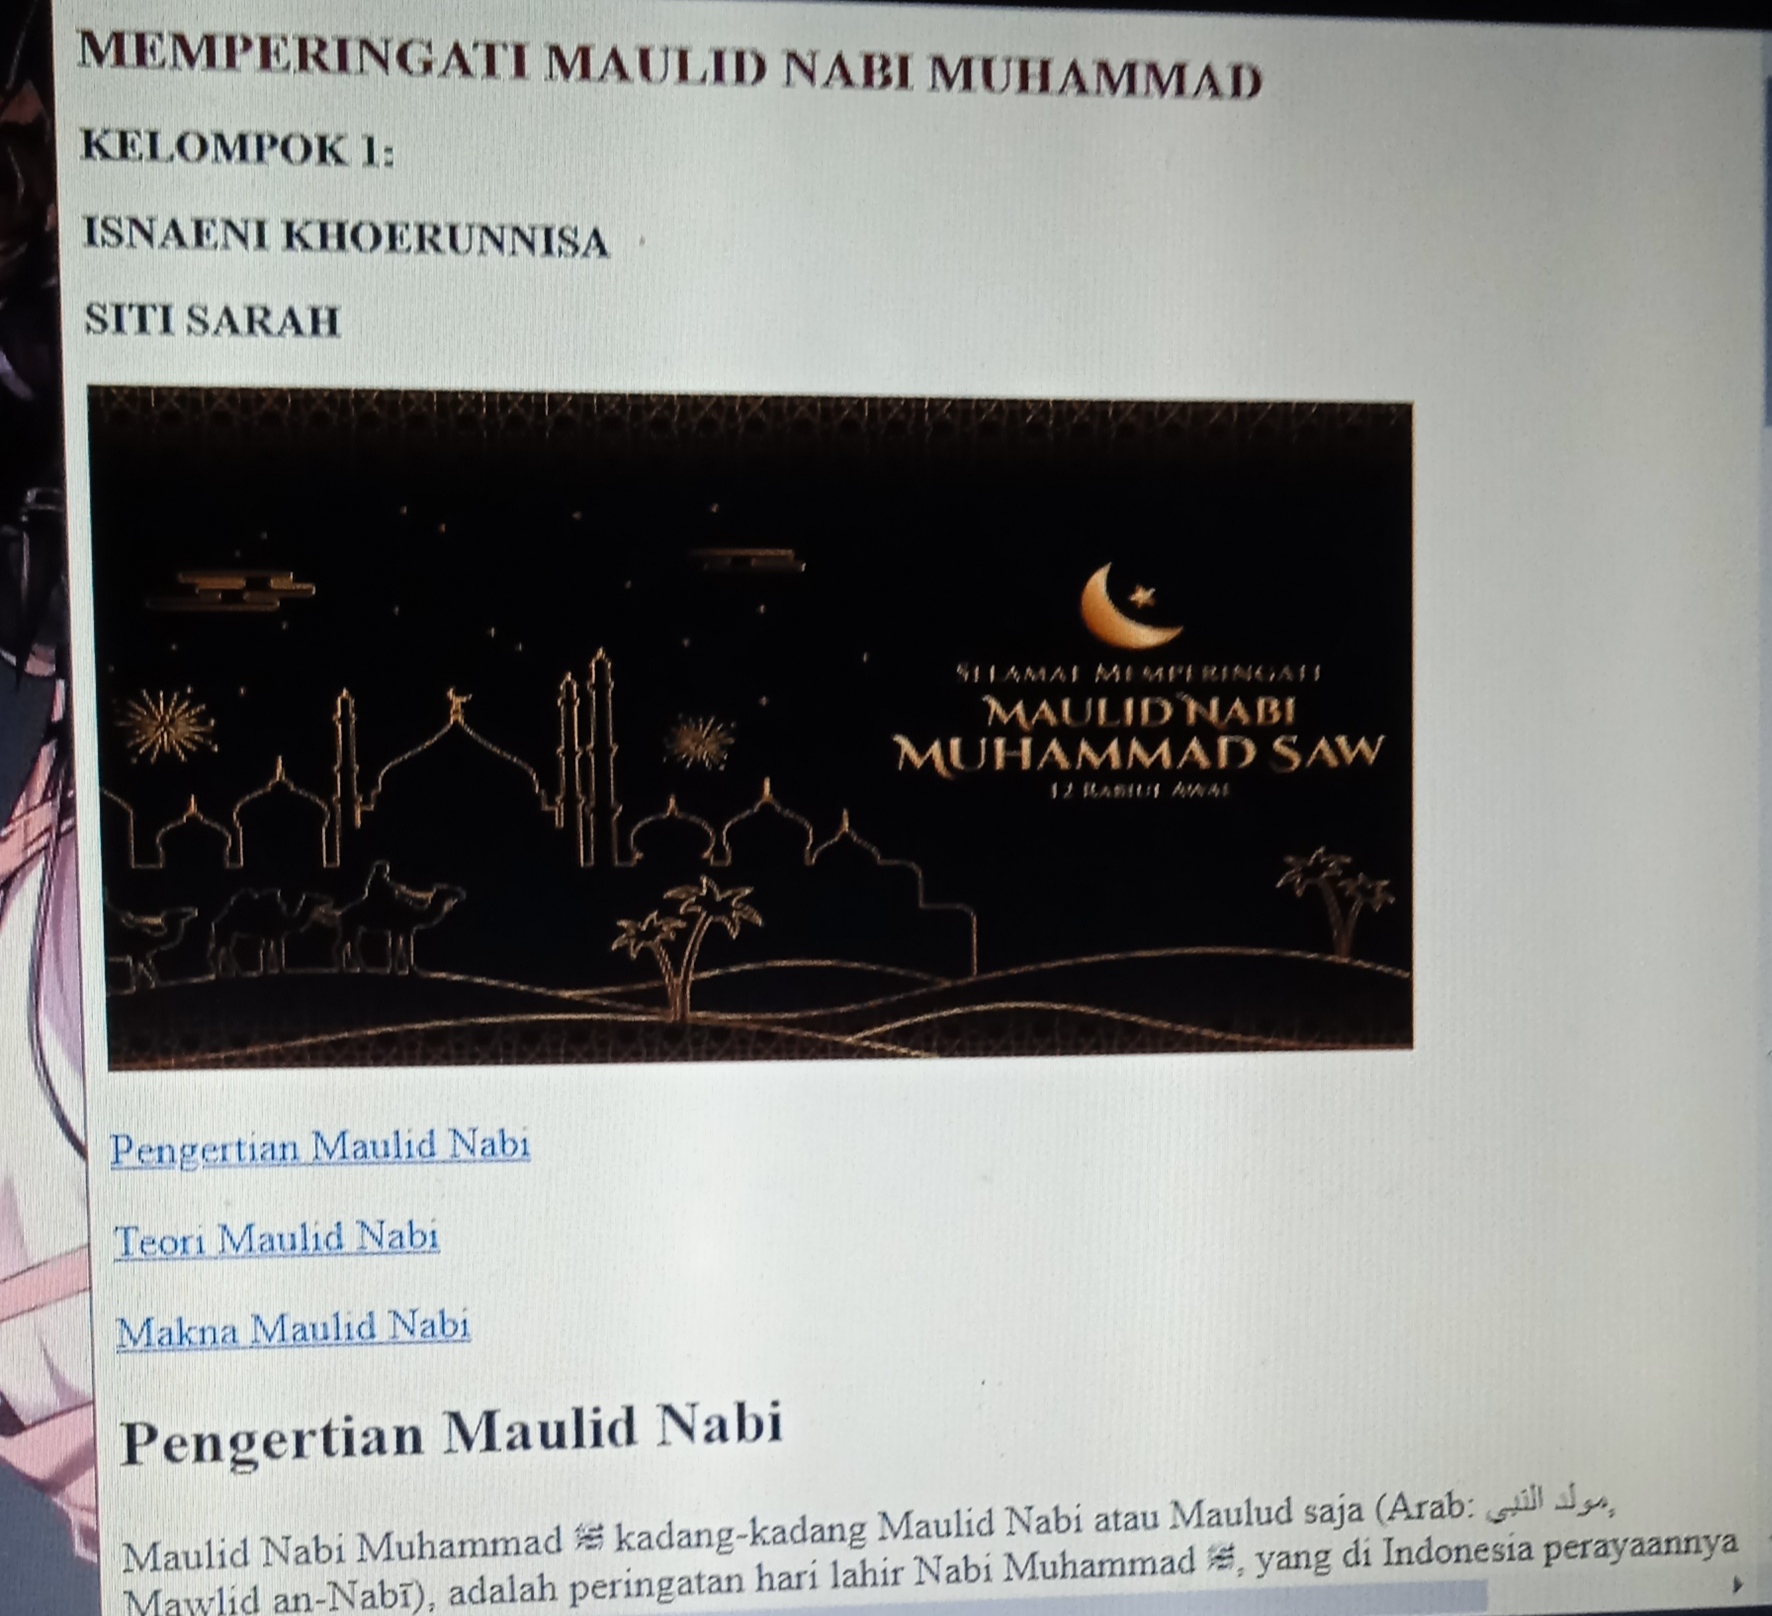 MEMPERINGATI MAULID NABI MUHAMMAD
KELOMPOK 1:
ISNAENI KHOERUNNISA
SITI SARAH
SELAMAT MEMPERINGATI
MAULID NABI
MUHAMMAD SAW
12 RABIUL AWAL
Pengertian Maulid Nabi
Teori Maulid Nabi
Makna Maulid Nabi
Pengertian Maulid Nabi
Maulid Nabi Muhammad ﷺ kadang-kadang Maulid Nabi atau Maulud saja (Arab: مولد النبي,
Mawlid an-Nabī), adalah peringatan hari lahir Nabi Muhammad ﷺ, yang di Indonesia perayaannya